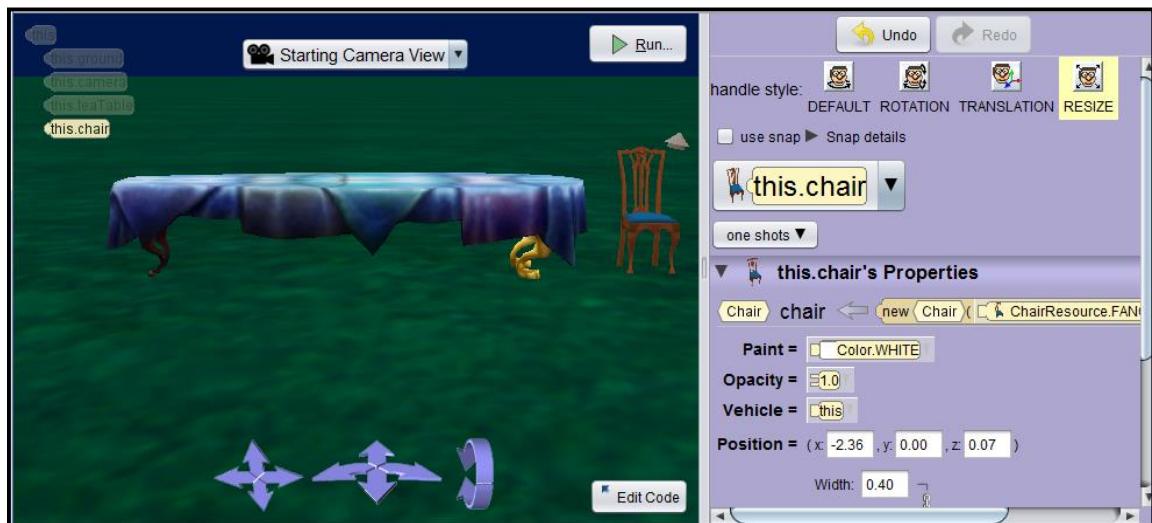 this
this.ground
this.camera
this.teaTable
this.chair
Starting Camera View
Run...
Edit Code
Undo Redo
handle style: DEFAULT ROTATION TRANSLATION RESIZE
use snap Snap details
this.chair
one shots
this.chair's Properties
Chair chair new Chair ( ChairResource.FAN
Paint = Color.WHITE
Opacity = 1.0
Vehicle = this
Position = ( x: -2.36 , y: 0.00 , z: 0.07 )
Width: 0.40